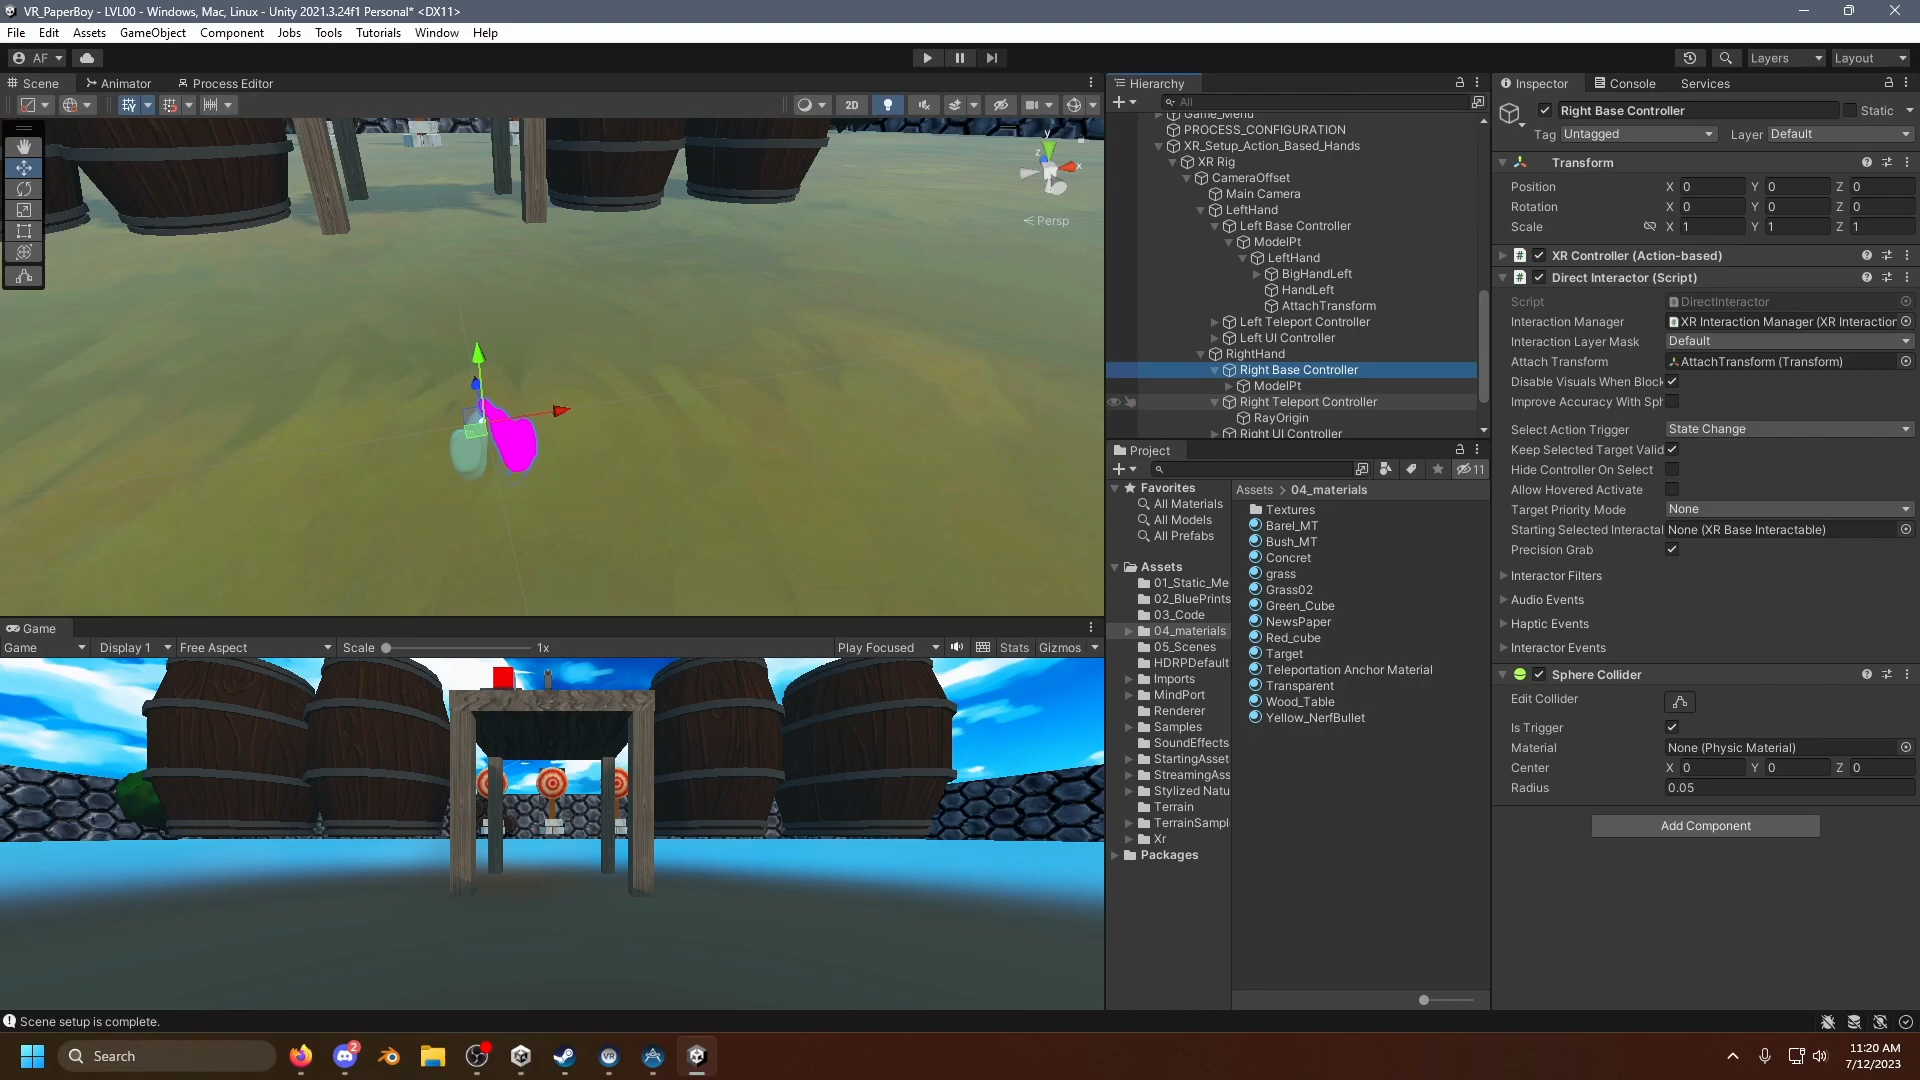 VR_PaperBoy - LVL00 - Windows, Mac, Linux - Unity 2021.3.24f1 Personal* <DX11>
File Edit Assets GameObject Component Jobs Tools Tutorials Window Help
AF
Layers Layout
Scene Animator Process Editor
2D
y
z
x
Persp
Game
Game Display 1 Free Aspect Scale 1x Play Focused Stats Gizmos
Hierarchy
All
Game_Menu
PROCESS_CONFIGURATION
XR_Setup_Action_Based_Hands
XR Rig
CameraOffset
Main Camera
LeftHand
Left Base Controller
ModelPt
LeftHand
BigHandLeft
HandLeft
AttachTransform
Left Teleport Controller
Left UI Controller
RightHand
Right Base Controller
ModelPt
Right Teleport Controller
RayOrigin
Right UI Controller
Project
11
Favorites
All Materials
All Models
All Prefabs
Assets
01_Static_Me
02_BluePrints
03_Code
04_materials
05_Scenes
HDRPDefault
Imports
MindPort
Renderer
Samples
SoundEffects
StartingAsset
StreamingAss
Stylized Natu
Terrain
TerrainSampl
Xr
Packages
Assets > 04_materials
Textures
Barel_MT
Bush_MT
Concret
grass
Grass02
Green_Cube
NewsPaper
Red_cube
Target
Teleportation Anchor Material
Transparent
Wood_Table
Yellow_NerfBullet
Inspector Console Services
Right Base Controller Static
Tag Untagged Layer Default
Transform
Position X 0 Y 0 Z 0
Rotation X 0 Y 0 Z 0
Scale X 1 Y 1 Z 1
XR Controller (Action-based)
Direct Interactor (Script)
Script DirectInteractor
Interaction Manager XR Interaction Manager (XR Interaction
Interaction Layer Mask Default
Attach Transform AttachTransform (Transform)
Disable Visuals When Block
Improve Accuracy With Sph
Select Action Trigger State Change
Keep Selected Target Valid
Hide Controller On Select
Allow Hovered Activate
Target Priority Mode None
Starting Selected Interactal None (XR Base Interactable)
Precision Grab
Interactor Filters
Audio Events
Haptic Events
Interactor Events
Sphere Collider
Edit Collider
Is Trigger
Material None (Physic Material)
Center X 0 Y 0 Z 0
Radius 0.05
Add Component
Scene setup is complete.
Search
2
VR
11:20 AM
7/12/2023